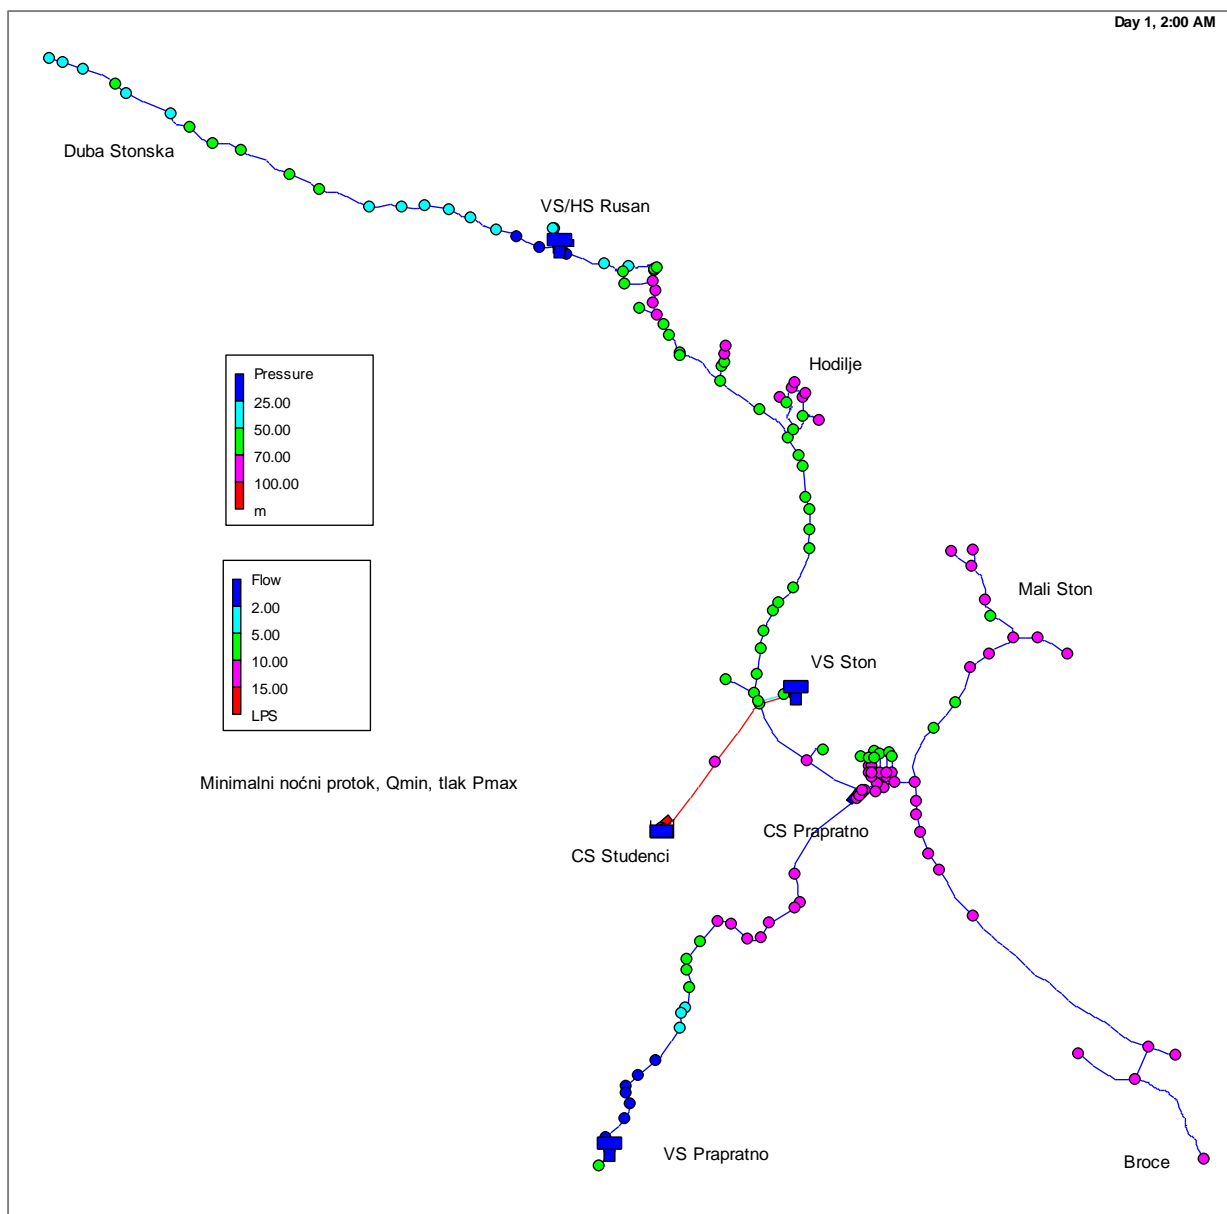 Day 1, 2:00 AM
Duba Stonska
VS/HS Rusan
Hodilje
Pressure
25.00
50.00
70.00
100.00
m
Flow
2.00
5.00
10.00
15.00
LPS
Mali Ston
VS Ston
Minimalni noćni protok, Qmin, tlak Pmax
CS Prapratno
CS Studenci
VS Prapratno
Broce